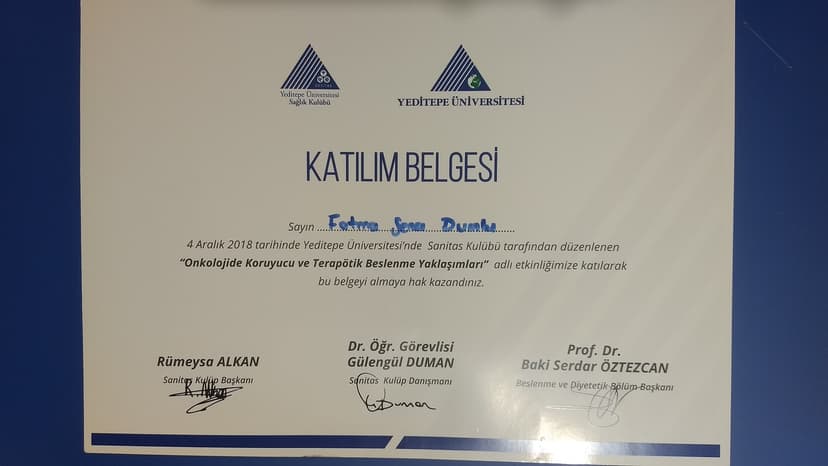 Yeditepe Üniversitesi
Sağlık Kulübü
YEDİTEPE ÜNİVERSİTESİ
KATILIM BELGESİ
Sayın ....Fatma Sena Dumlu.....
4 Aralık 2018 tarihinde Yeditepe Üniversitesi'nde Sanitas Kulübü tarafından düzenlenen
“Onkolojide Koruyucu ve Terapötik Beslenme Yaklaşımları” adlı etkinliğimize katılarak
bu belgeyi almaya hak kazandınız.
Rümeysa ALKAN
Sanitas Kulüp Başkanı
R. Alkan
Dr. Öğr. Görevlisi
Gülengül DUMAN
Sanitas Kulüp Danışmanı
G.Duman
Prof. Dr.
Baki Serdar ÖZTEZCAN
Beslenme ve Diyetetik Bölüm Başkanı